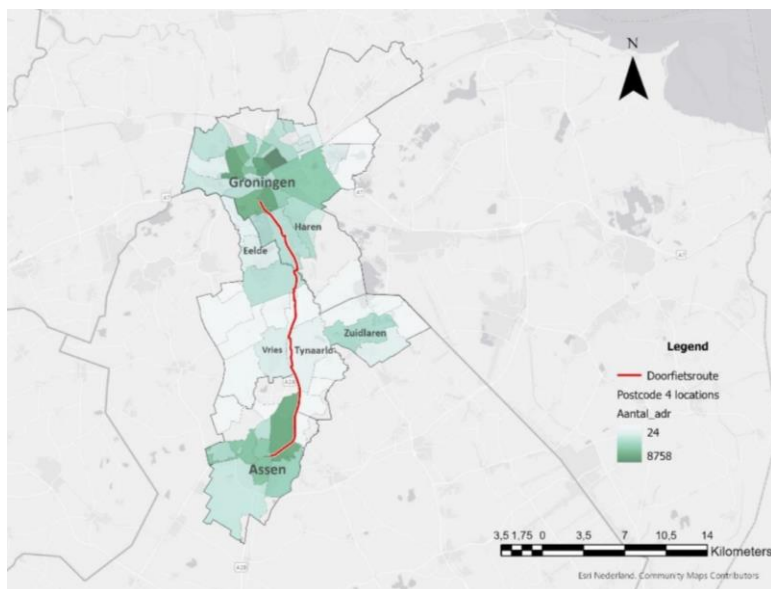 N
Groningen
Haren
Eelde
Zuidlaren
Vries
Tynaarlo
Assen
Legend
Doorfietsroute
Postcode 4 locations
Aantal_adr
24
8758
3,5 1,75 0 3,5 7 10,5 14
Kilometers
Esri Nederland, Community Maps Contributors